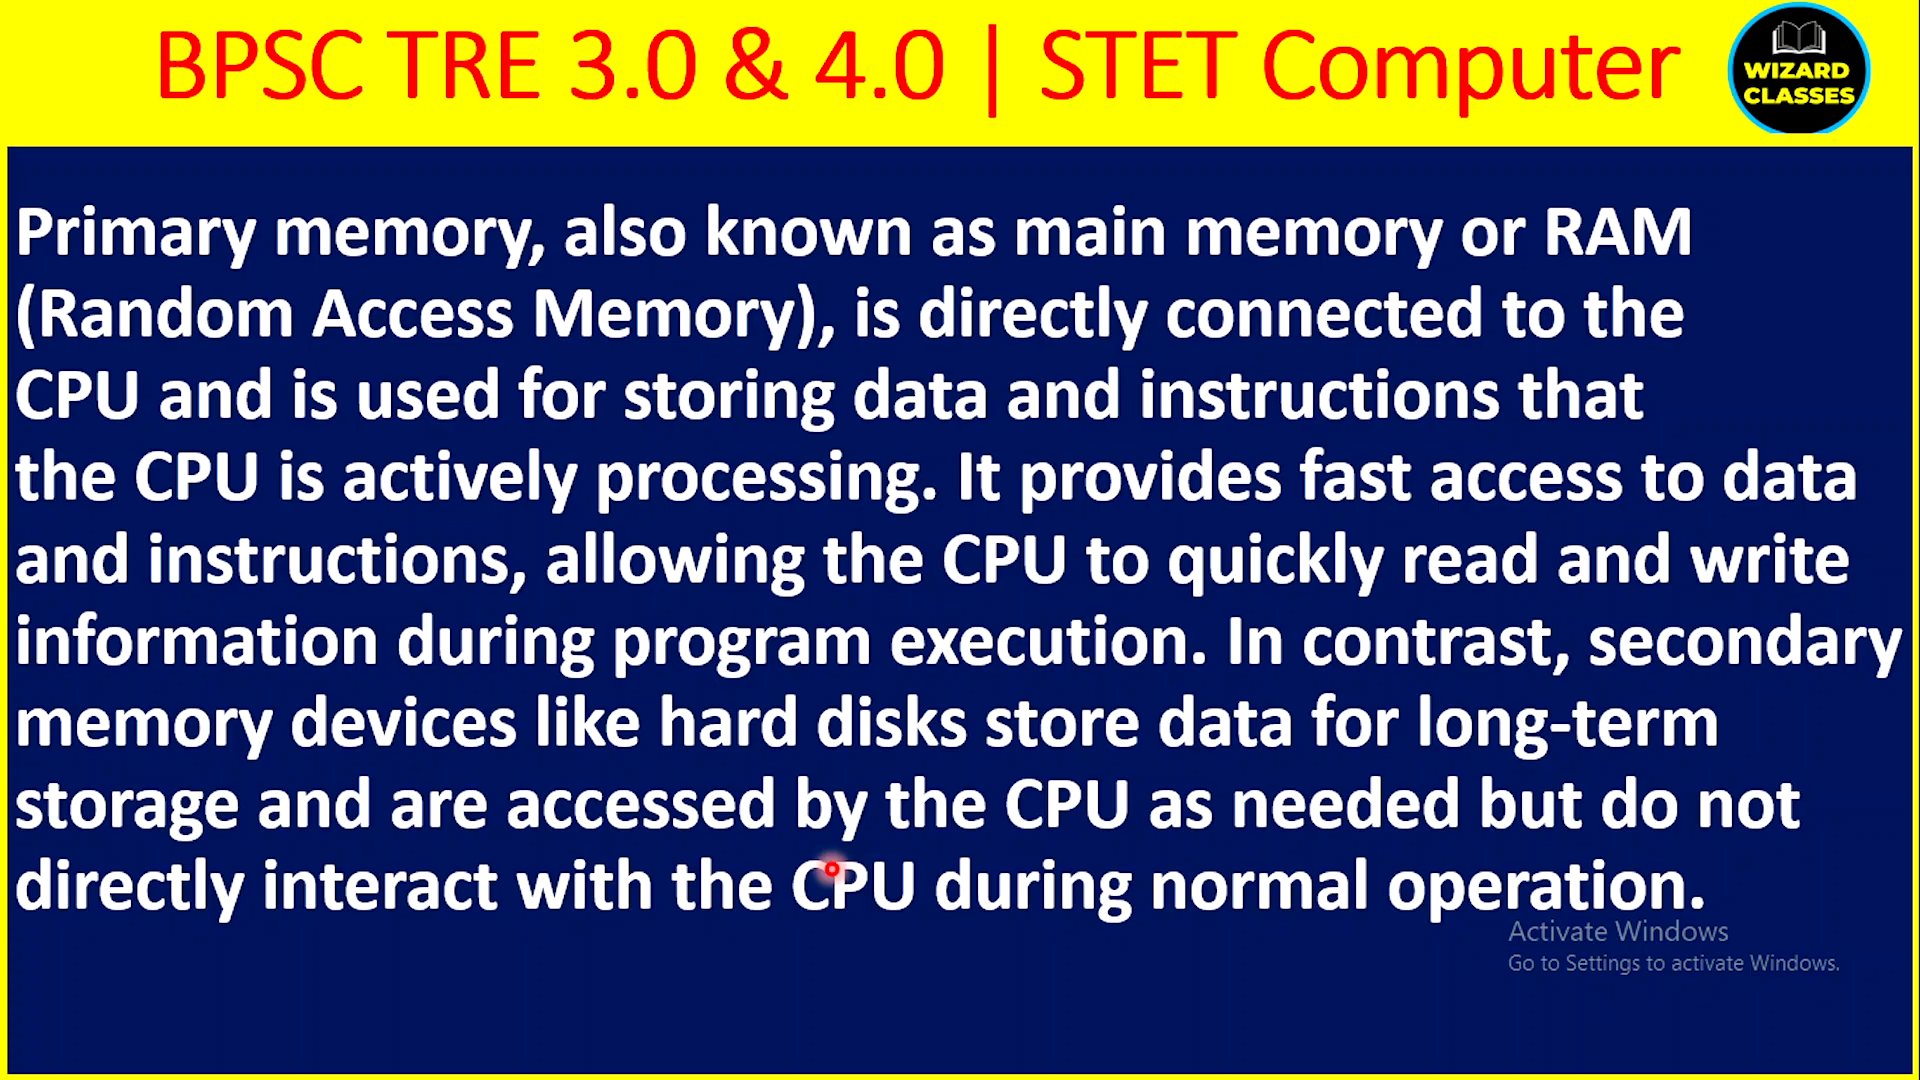 BPSC TRE 3.0 & 4.0 | STET Computer
WIZARD
CLASSES
Primary memory, also known as main memory or RAM
(Random Access Memory), is directly connected to the
CPU and is used for storing data and instructions that
the CPU is actively processing. It provides fast access to data
and instructions, allowing the CPU to quickly read and write
information during program execution. In contrast, secondary
memory devices like hard disks store data for long-term
storage and are accessed by the CPU as needed but do not
directly interact with the CPU during normal operation.
Activate Windows
Go to Settings to activate Windows.